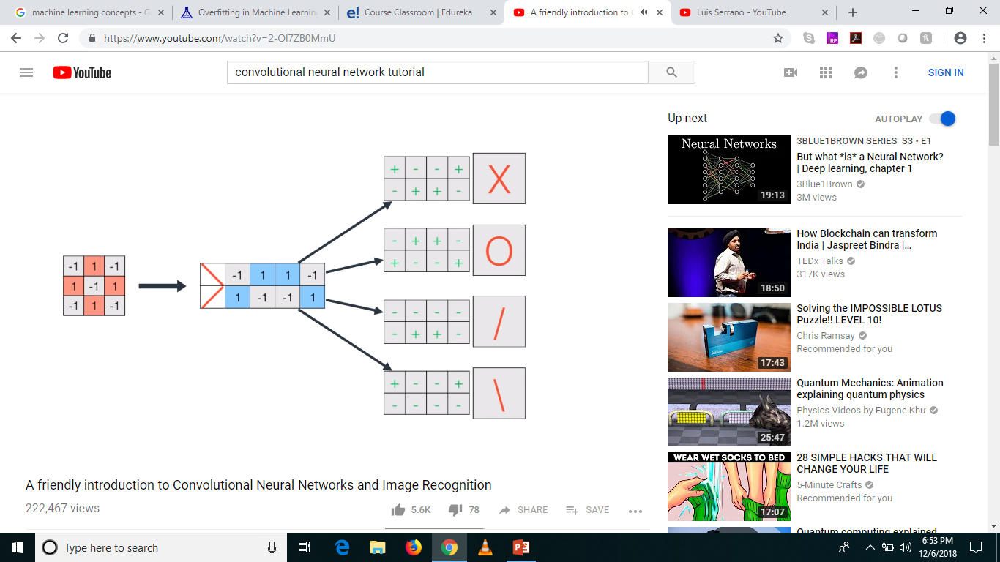 machine learning concepts - G
Overfitting in Machine Learnin
Course Classroom | Edureka
A friendly introduction to C
Luis Serrano - YouTube
https://www.youtube.com/watch?v=2-OI7ZB0MmU
YouTube
convolutional neural network tutorial
SIGN IN
Up next
AUTOPLAY
+ - - +
- + + -
X
- + + -
+ - - +
O
- - - -
- + + -
/
+ - - +
- - - -
\
-1 1 -1
1 -1 1
-1 1 -1
-1 1 1 -1
1 -1 -1 1
Neural Networks
19:13
3BLUE1BROWN SERIES S3 • E1
But what *is* a Neural Network?
| Deep learning, chapter 1
3Blue1Brown
3M views
18:50
How Blockchain can transform
India | Jaspreet Bindra |...
TEDx Talks
317K views
17:43
Solving the IMPOSSIBLE LOTUS
Puzzle!! LEVEL 10!
Chris Ramsay
Recommended for you
25:47
Quantum Mechanics: Animation
explaining quantum physics
Physics Videos by Eugene Khu
1.2M views
WEAR WET SOCKS TO BED
17:07
28 SIMPLE HACKS THAT WILL
CHANGE YOUR LIFE
5-Minute Crafts
Recommended for you
Quantum computing explained
A friendly introduction to Convolutional Neural Networks and Image Recognition
222,467 views
5.6K
78
SHARE
SAVE
Type here to search
6:53 PM
12/6/2018